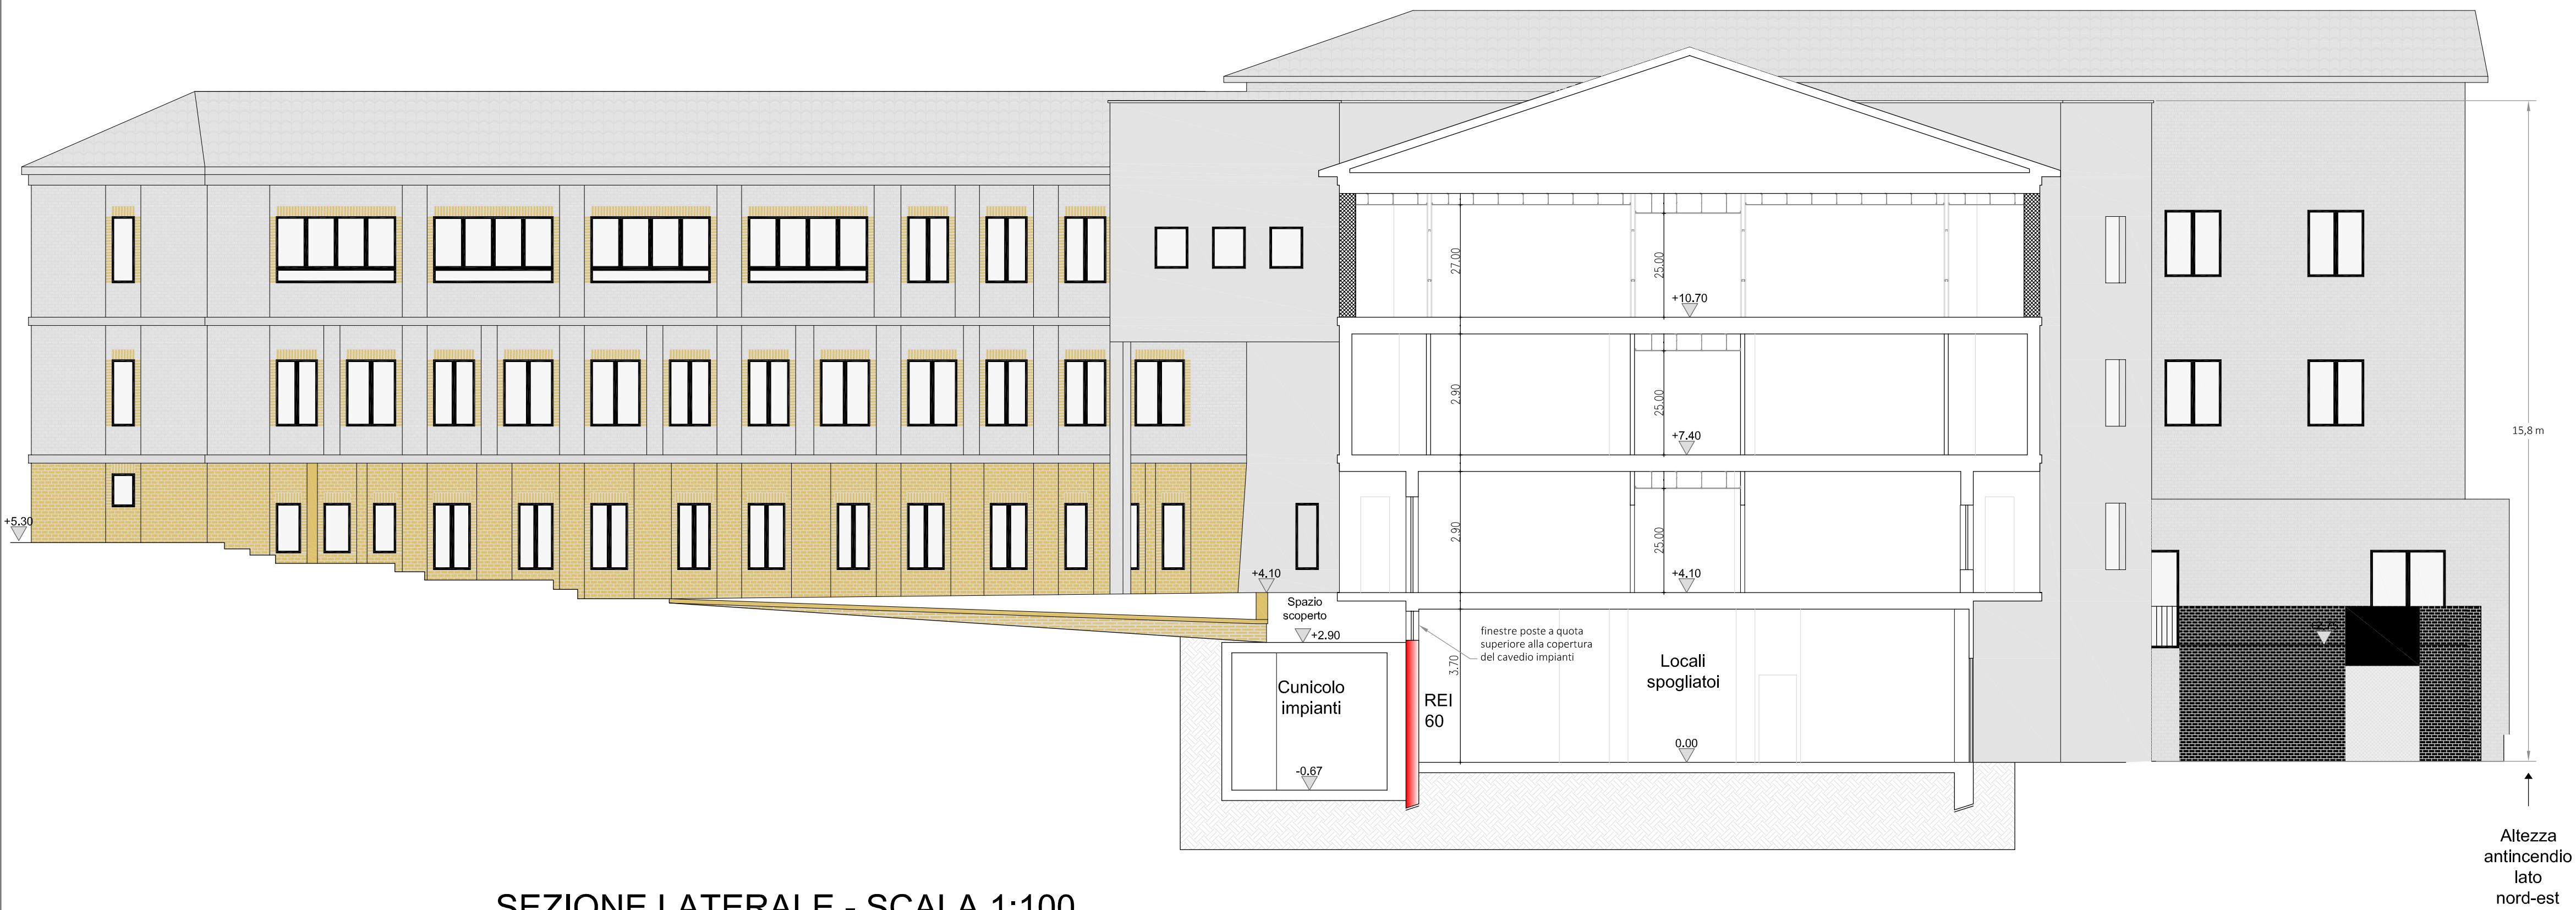 27.00
25.00
+10.70
15,8 m
2.90
25.00
+7.40
+5.30
2.90
25.00
+4.10
+4.10
Spazio
scoperto
+2.90
finestre poste a quota
superiore alla copertura
del cavedio impianti
3.70
Locali
spogliatoi
Cunicolo
impianti
REI
60
0.00
-0.67
Altezza
antincendio
lato
nord-est
SEZIONE LATERALE - SCALA 1:100